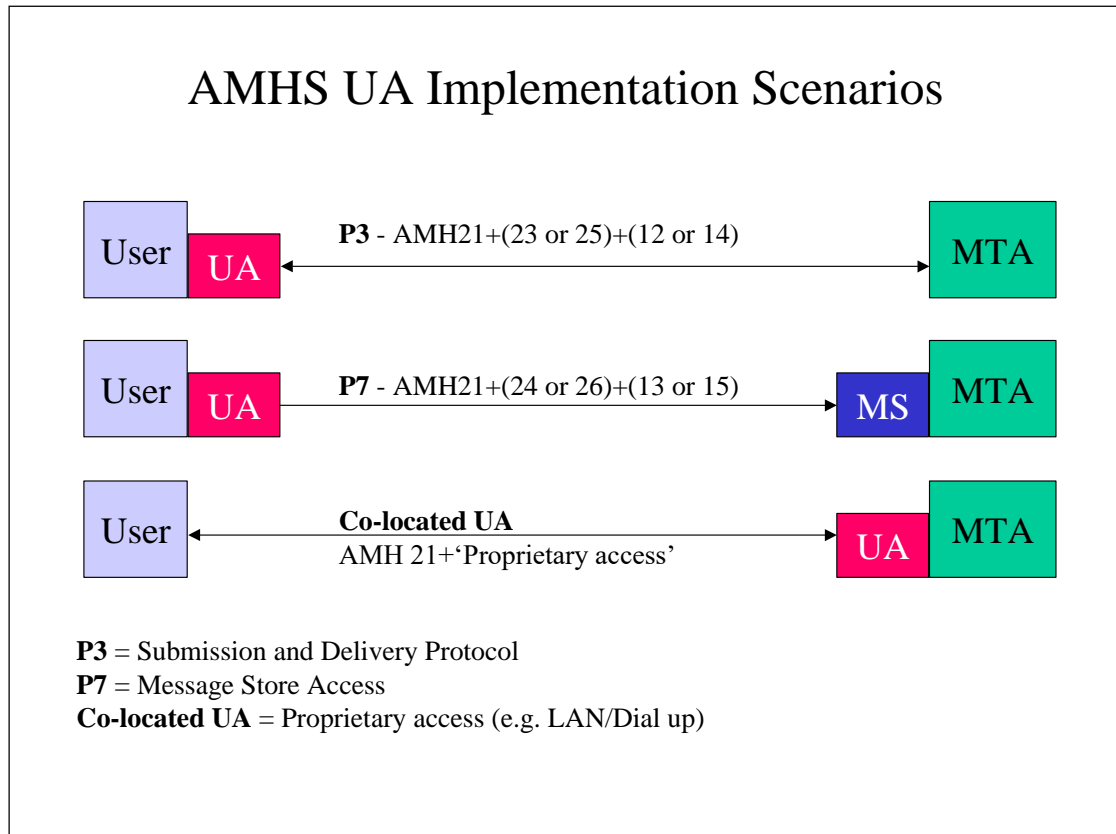 AMHS UA Implementation Scenarios
User
UA
P3 - AMH21+(23 or 25)+(12 or 14)
MTA
User
UA
P7 - AMH21+(24 or 26)+(13 or 15)
MS
MTA
User
Co-located UA
AMH 21+‘Proprietary access’
UA
MTA
P3 = Submission and Delivery Protocol
P7 = Message Store Access
Co-located UA = Proprietary access (e.g. LAN/Dial up)